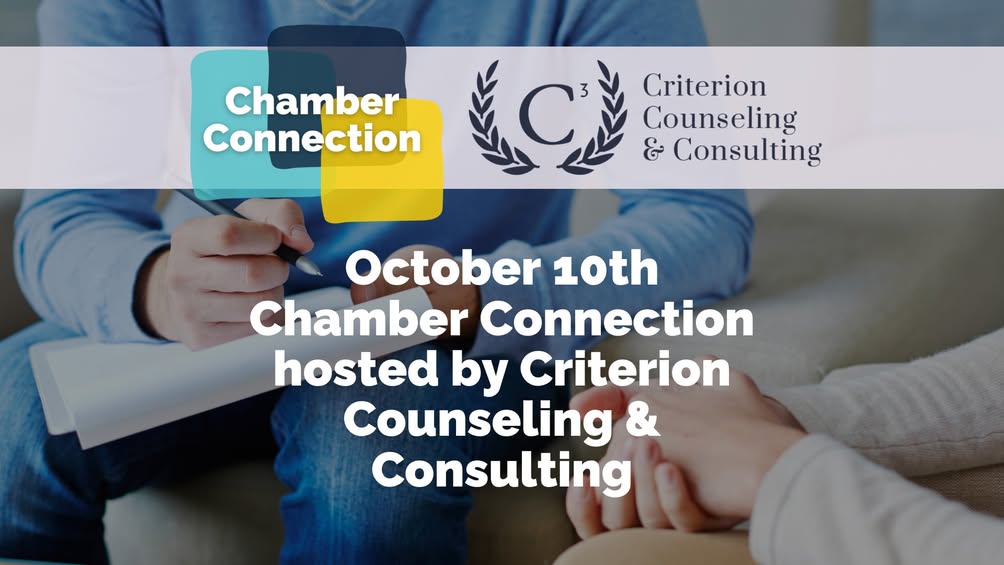 Chamber
Connection
C3
Criterion
Counseling
& Consulting
October 10th
Chamber Connection
hosted by Criterion
Counseling &
Consulting